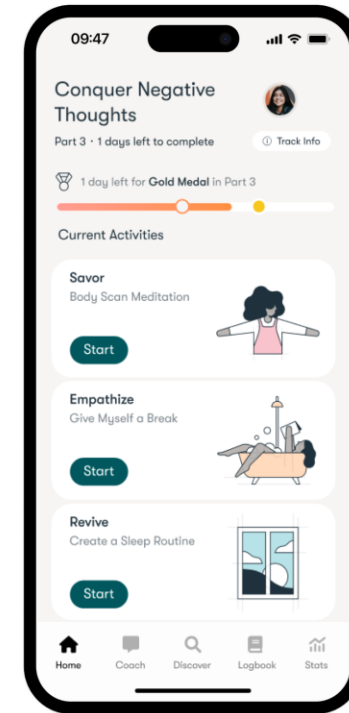 09:47
Conquer Negative
Thoughts
Part 3 · 1 days left to complete
Track Info
1 day left for Gold Medal in Part 3
Current Activities
Savor
Body Scan Meditation
Start
Empathize
Give Myself a Break
Start
Revive
Create a Sleep Routine
Start
Home
Coach
Discover
Logbook
Stats